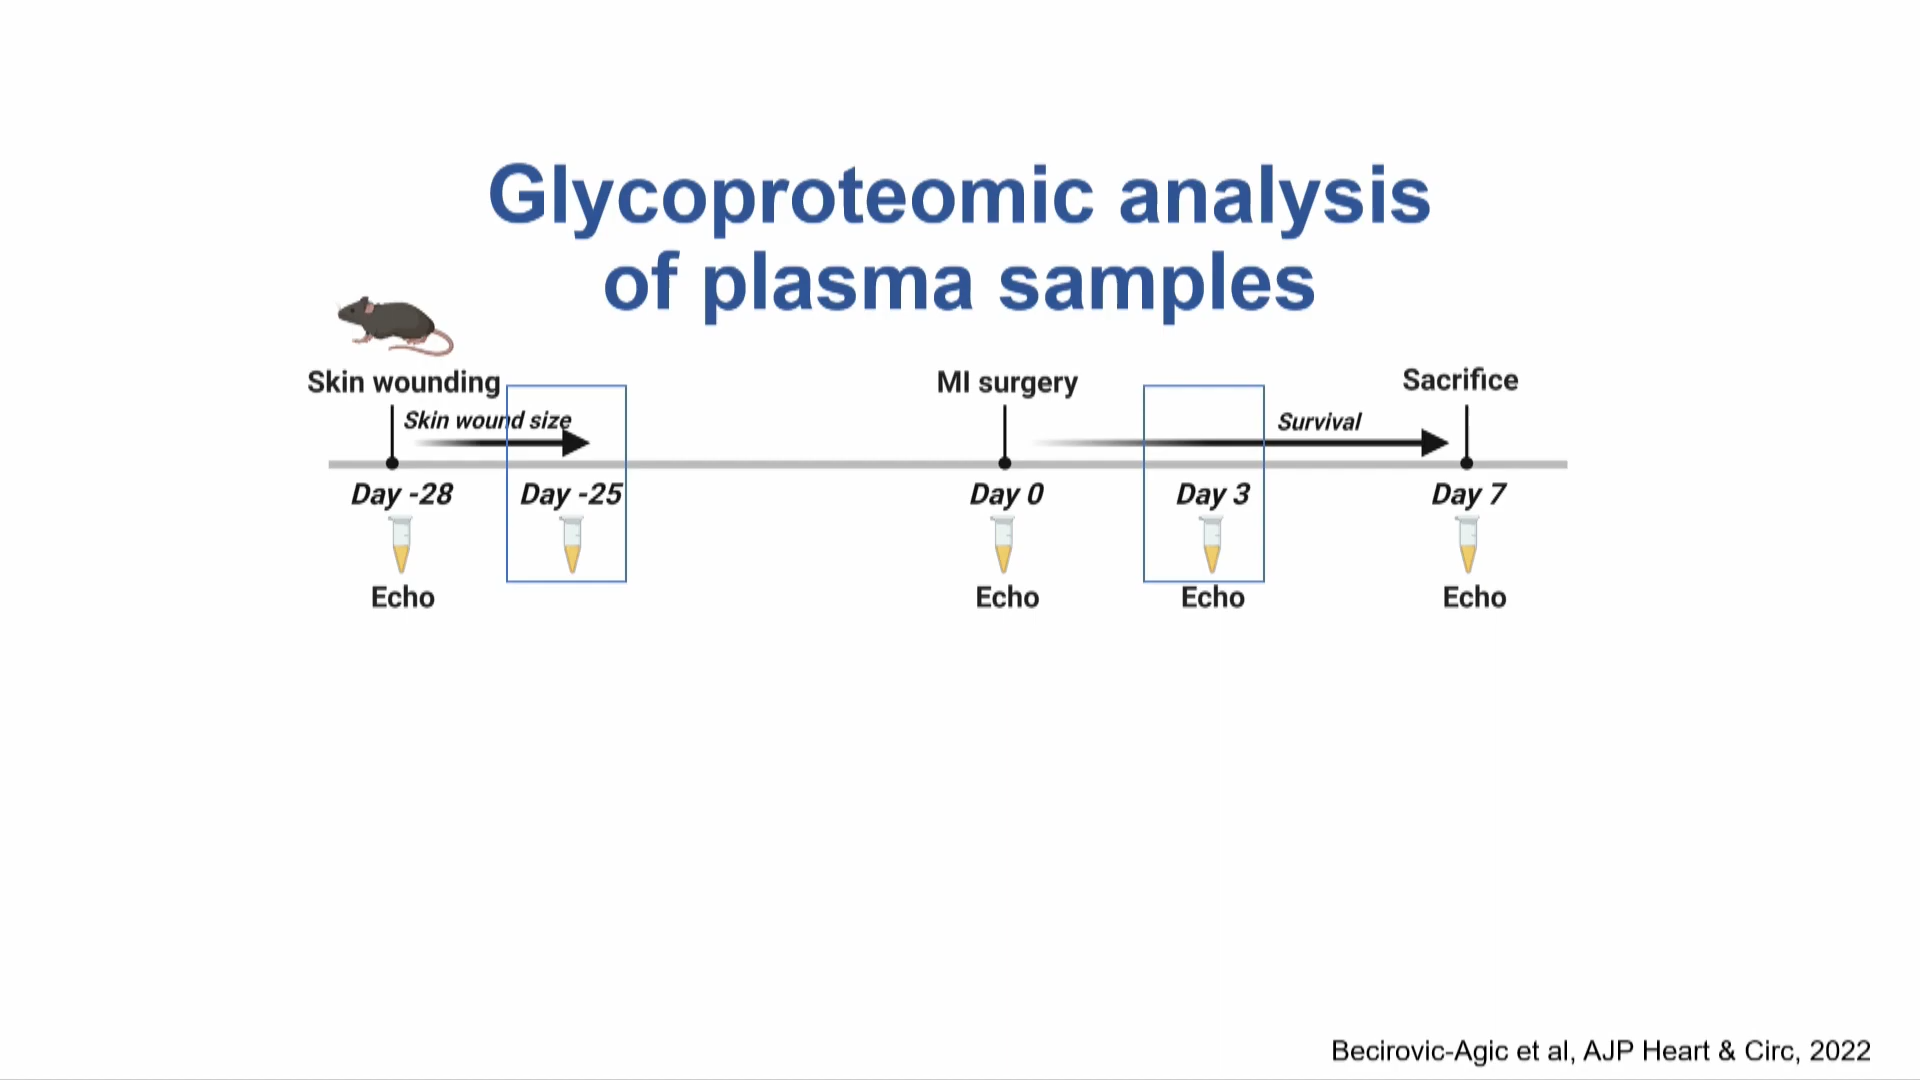 Glycoproteomic analysis
of plasma samples
Skin wounding
MI surgery
Sacrifice
Skin wound size
Survival
Day -28
Day -25
Day 0
Day 3
Day 7
Echo
Echo
Echo
Echo
Becirovic-Agic et al, AJP Heart & Circ, 2022